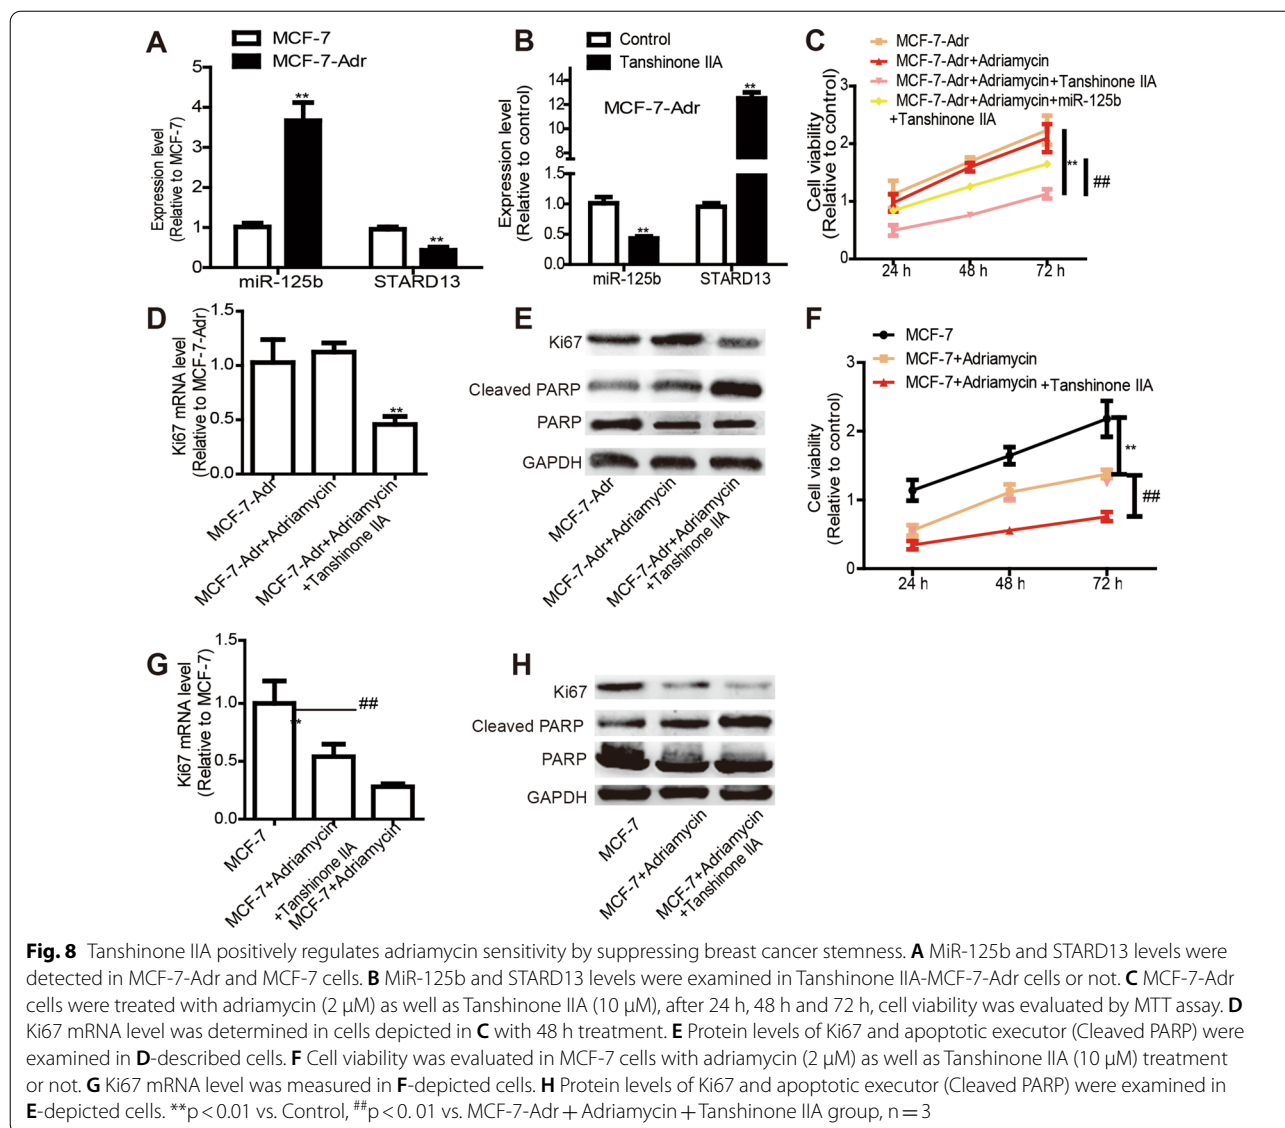 A
MCF-7
MCF-7-Adr
Expression level
(Relative to MCF-7)
5
4
3
2
1
0
**
**
miR-125b
STARD13
B
Control
Tanshinone IIA
MCF-7-Adr
Expression level
(Relative to control)
14
12
10
8
6
4
2
1.5
1.0
0.5
0.0
**
**
miR-125b
STARD13
C
MCF-7-Adr
MCF-7-Adr+Adriamycin
MCF-7-Adr+Adriamycin+Tanshinone IIA
MCF-7-Adr+Adriamycin+miR-125b
+Tanshinone IIA
Cell viability
(Relative to control)
3
2
1
0
**
##
24 h
48 h
72 h
D
Ki67 mRNA level
(Relative to MCF-7-Adr)
1.5
1.0
0.5
0.0
**
MCF-7-Adr
MCF-7-Adr+Adriamycin
MCF-7-Adr+Adriamycin
+Tanshinone IIA
E
Ki67
Cleaved PARP
PARP
GAPDH
MCF-7-Adr
MCF-7-Adr+Adriamycin
MCF-7-Adr+Adriamycin
+Tanshinone IIA
F
MCF-7
MCF-7+Adriamycin
MCF-7+Adriamycin +Tanshinone IIA
Cell viability
(Relative to control)
3
2
1
0
**
##
24 h
48 h
72 h
G
Ki67 mRNA level
(Relative to MCF-7)
1.5
1.0
0.5
0.0
**
##
MCF-7
MCF-7+Adriamycin
+Tanshinone IIA
MCF-7+Adriamycin
H
Ki67
Cleaved PARP
PARP
GAPDH
MCF-7
MCF-7+Adriamycin
MCF-7+Adriamycin
+Tanshinone IIA
Fig. 8 Tanshinone IIA positively regulates adriamycin sensitivity by suppressing breast cancer stemness. A MiR-125b and STARD13 levels were
detected in MCF-7-Adr and MCF-7 cells. B MiR-125b and STARD13 levels were examined in Tanshinone IIA-MCF-7-Adr cells or not. C MCF-7-Adr
cells were treated with adriamycin (2 μM) as well as Tanshinone IIA (10 μM), after 24 h, 48 h and 72 h, cell viability was evaluated by MTT assay. D
Ki67 mRNA level was determined in cells depicted in C with 48 h treatment. E Protein levels of Ki67 and apoptotic executor (Cleaved PARP) were
examined in D-described cells. F Cell viability was evaluated in MCF-7 cells with adriamycin (2 μM) as well as Tanshinone IIA (10 μM) treatment
or not. G Ki67 mRNA level was measured in F-depicted cells. H Protein levels of Ki67 and apoptotic executor (Cleaved PARP) were examined in
E-depicted cells. **p < 0.01 vs. Control, ##p < 0. 01 vs. MCF-7-Adr + Adriamycin + Tanshinone IIA group, n = 3